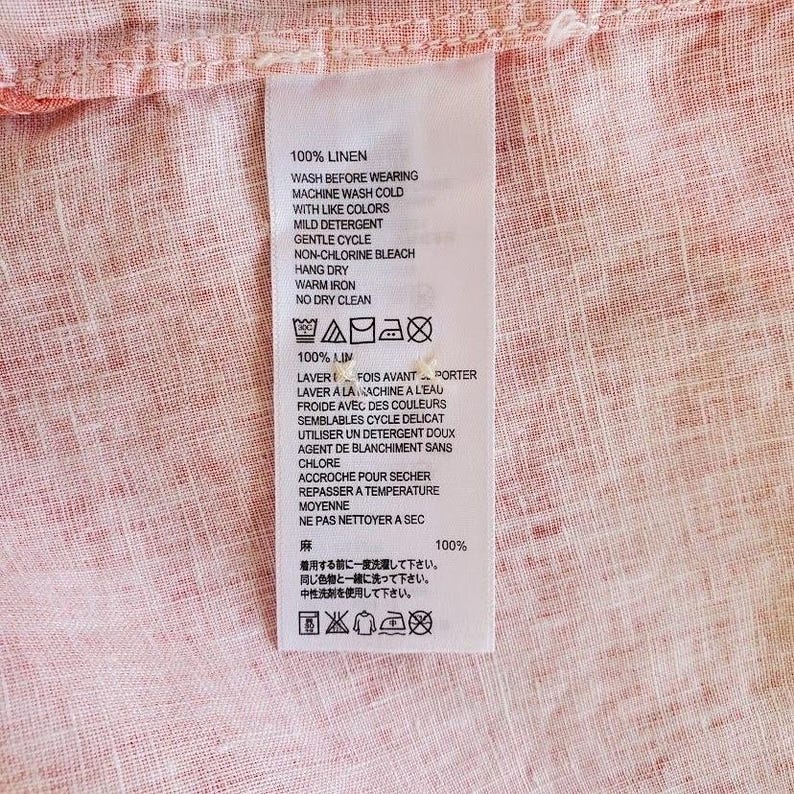 100% LINEN
WASH BEFORE WEARING
MACHINE WASH COLD
WITH LIKE COLORS
MILD DETERGENT
GENTLE CYCLE
NON-CHLORINE BLEACH
HANG DRY
WARM IRON
NO DRY CLEAN
30C
100% LIN
LAVER FOIS AVANT PORTER
LAVER A LA MACHINE A L'EAU
FROIDE AVEC DES COULEURS
SEMBLABLES CYCLE DELICAT
UTILISER UN DETERGENT DOUX
AGENT DE BLANCHIMENT SANS
CHLORE
ACCROCHE POUR SECHER
REPASSER A TEMPERATURE
MOYENNE
NE PAS NETTOYER A SEC
麻 100%
着用する前に一度洗濯して下さい。
同じ色物と一緒に洗って下さい。
中性洗剤を使用して下さい。
中